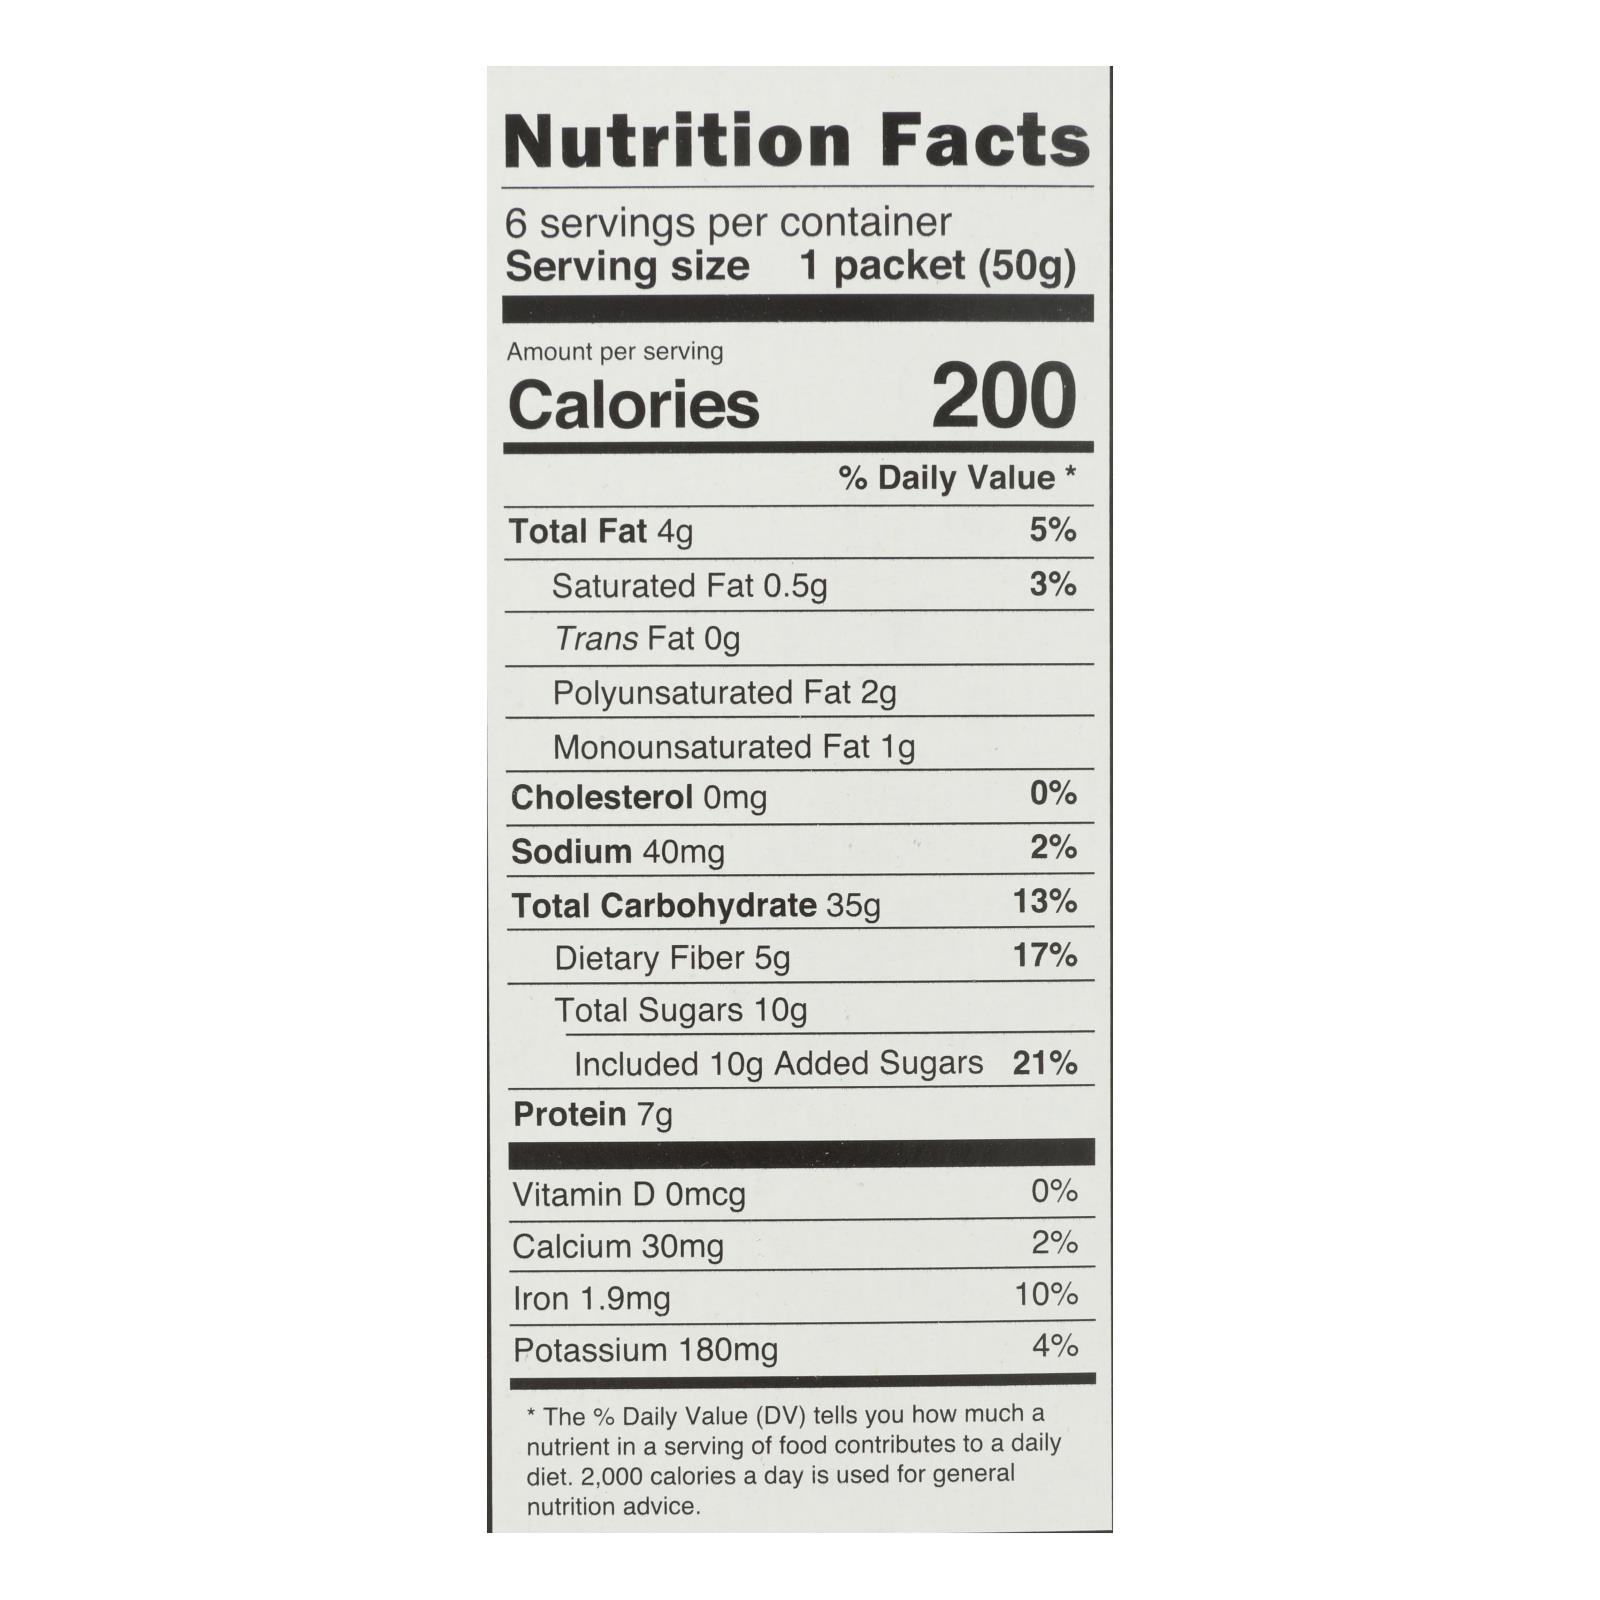 Nutrition Facts
6 servings per container
Serving size 1 packet (50g)
Amount per serving
Calories 200
% Daily Value *
Total Fat 4g 5%
Saturated Fat 0.5g 3%
Trans Fat 0g
Polyunsaturated Fat 2g
Monounsaturated Fat 1g
Cholesterol 0mg 0%
Sodium 40mg 2%
Total Carbohydrate 35g 13%
Dietary Fiber 5g 17%
Total Sugars 10g
Included 10g Added Sugars 21%
Protein 7g
Vitamin D 0mcg 0%
Calcium 30mg 2%
Iron 1.9mg 10%
Potassium 180mg 4%
* The % Daily Value (DV) tells you how much a
nutrient in a serving of food contributes to a daily
diet. 2,000 calories a day is used for general
nutrition advice.